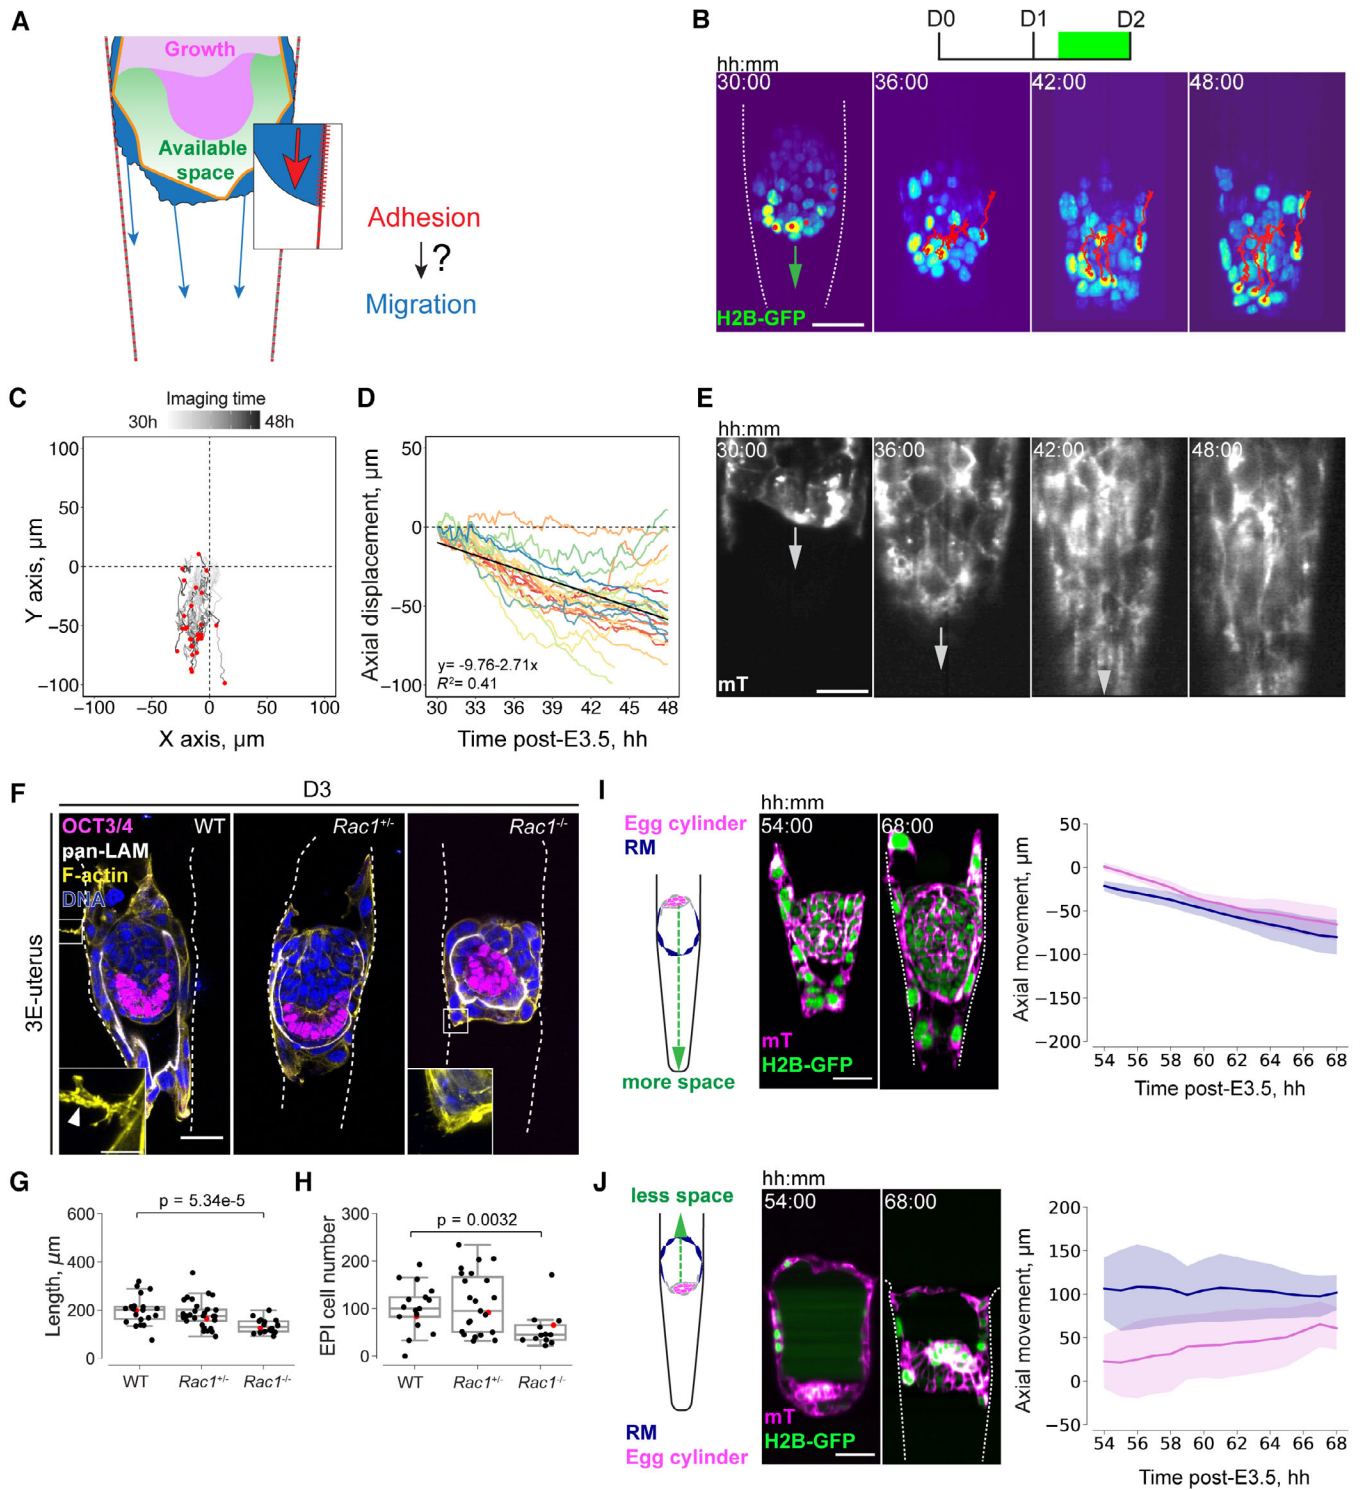 A
Growth
Available
space
Adhesion
?
Migration
B
D0 D1 D2
hh:mm
30:00 36:00 42:00 48:00
H2B-GFP
C
Imaging time
30h 48h
100
50
0
−50
−100
Y axis, µm
−100 −50 0 50 100
X axis, µm
D
50
0
−50
−100
Axial displacement, µm
y= -9.76-2.71x
R²= 0.41
30 33 36 39 42 45 48
Time post-E3.5, hh
E
hh:mm
30:00 36:00 42:00 48:00
mT
F
D3
3E-uterus
OCT3/4 WT Rac1+/- Rac1-/-
pan-LAM
F-actin
DNA
G
p = 5.34e-5
600
400
200
0
Length, µm
WT Rac1+/- Rac1-/-
H
p = 0.0032
300
200
100
0
EPI cell number
WT Rac1+/- Rac1-/-
I
hh:mm
Egg cylinder
RM
54:00 68:00
more space
mT
H2B-GFP
50
0
−50
−100
−150
−200
Axial movement, µm
54 56 58 60 62 64 66 68
Time post-E3.5, hh
J
less space
hh:mm
54:00 68:00
RM
Egg cylinder
mT
H2B-GFP
200
150
100
50
0
−50
Axial movement, µm
54 56 58 60 62 64 66 68
Time post-E3.5, hh